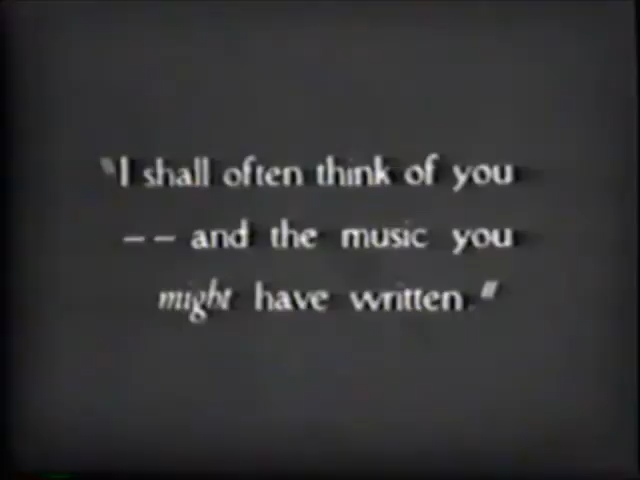 "I shall often think of you
-- and the music you
might have written."